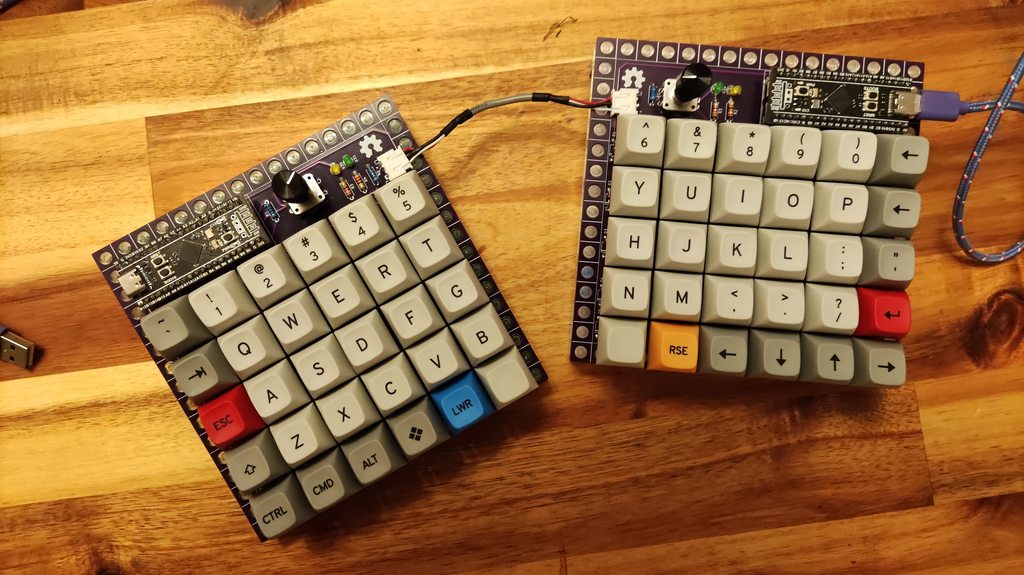 ~ `
! 1
@ 2
# 3
$ 4
% 5
Q W E R T
ESC A S D F G
Z X C V B
CTRL CMD ALT LWR
^ 6
& 7
* 8
( 9
) 0
Y U I O P
H J K L : ; " '
N M < , > . ? /
RSE